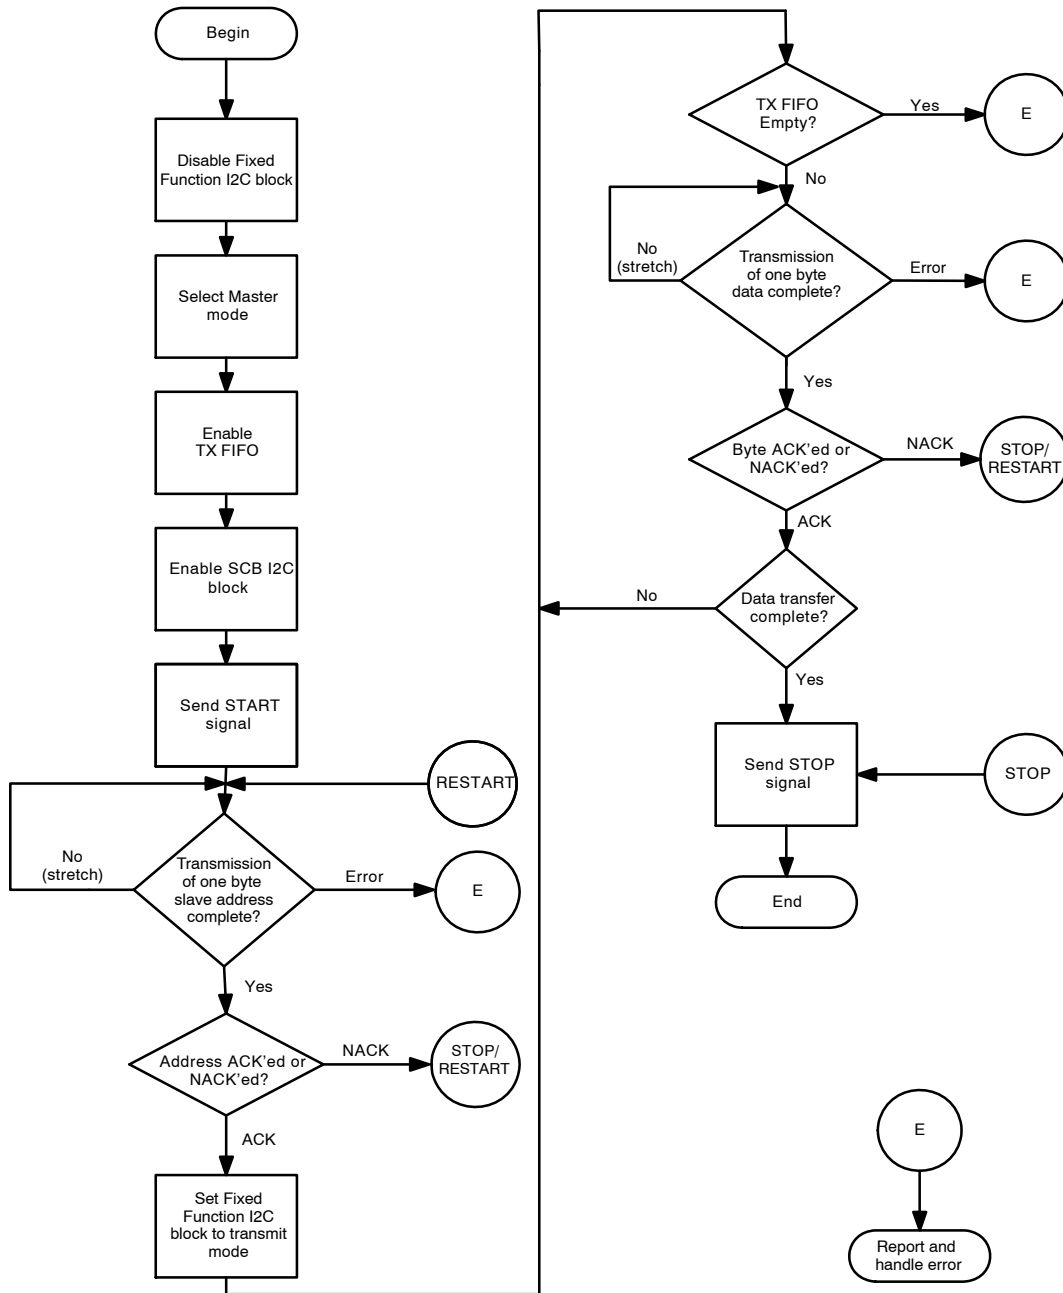 Begin
Disable Fixed
Function I2C block
Select Master
mode
Enable
TX FIFO
Enable SCB I2C
block
Send START
signal
RESTART
No
(stretch)
Transmission
of one byte
slave address
complete?
Error
E
Yes
Address ACK'ed or
NACK'ed?
NACK
STOP/
RESTART
ACK
Set Fixed
Function I2C
block to transmit
mode
TX FIFO
Empty?
Yes
E
No
No
(stretch)
Transmission
of one byte
data complete?
Error
E
Yes
Byte ACK'ed or
NACK'ed?
NACK
STOP/
RESTART
ACK
Data transfer
complete?
No
Yes
Send STOP
signal
STOP
End
E
Report and
handle error